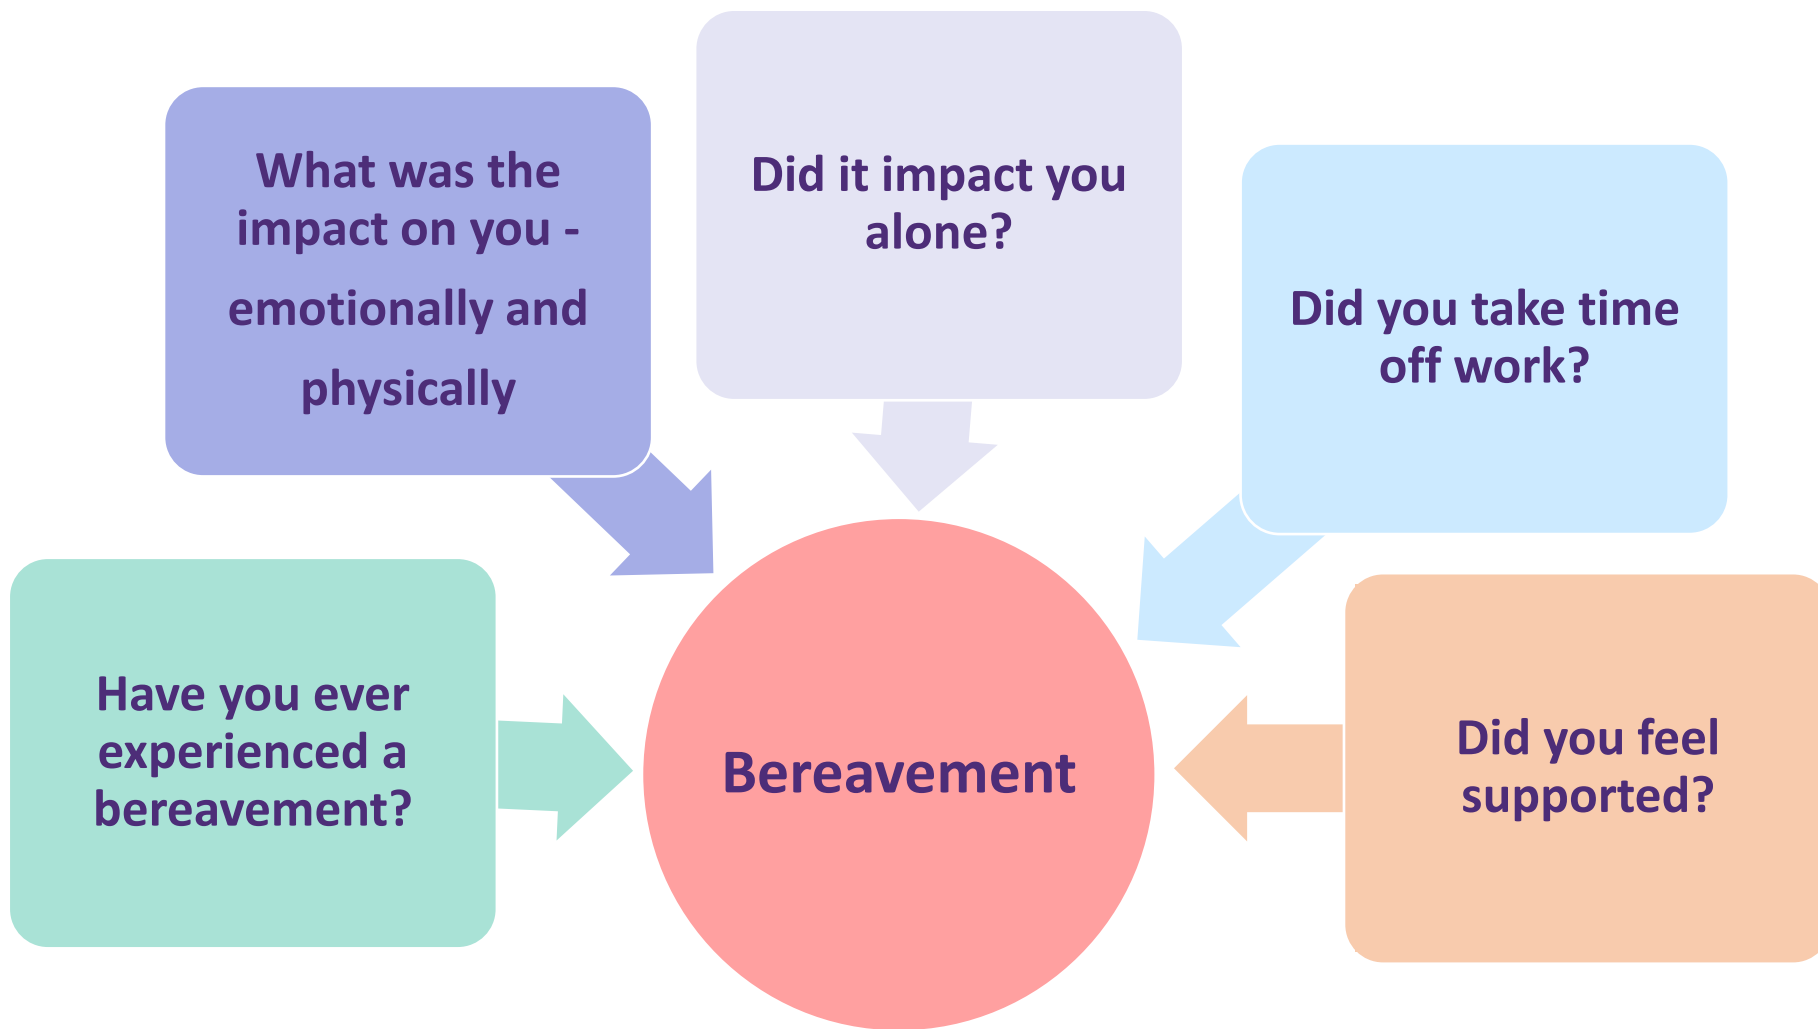 What was the
impact on you -
emotionally and
physically
Did it impact you
alone?
Did you take time
off work?
Have you ever
experienced a
bereavement?
Bereavement
Did you feel
supported?